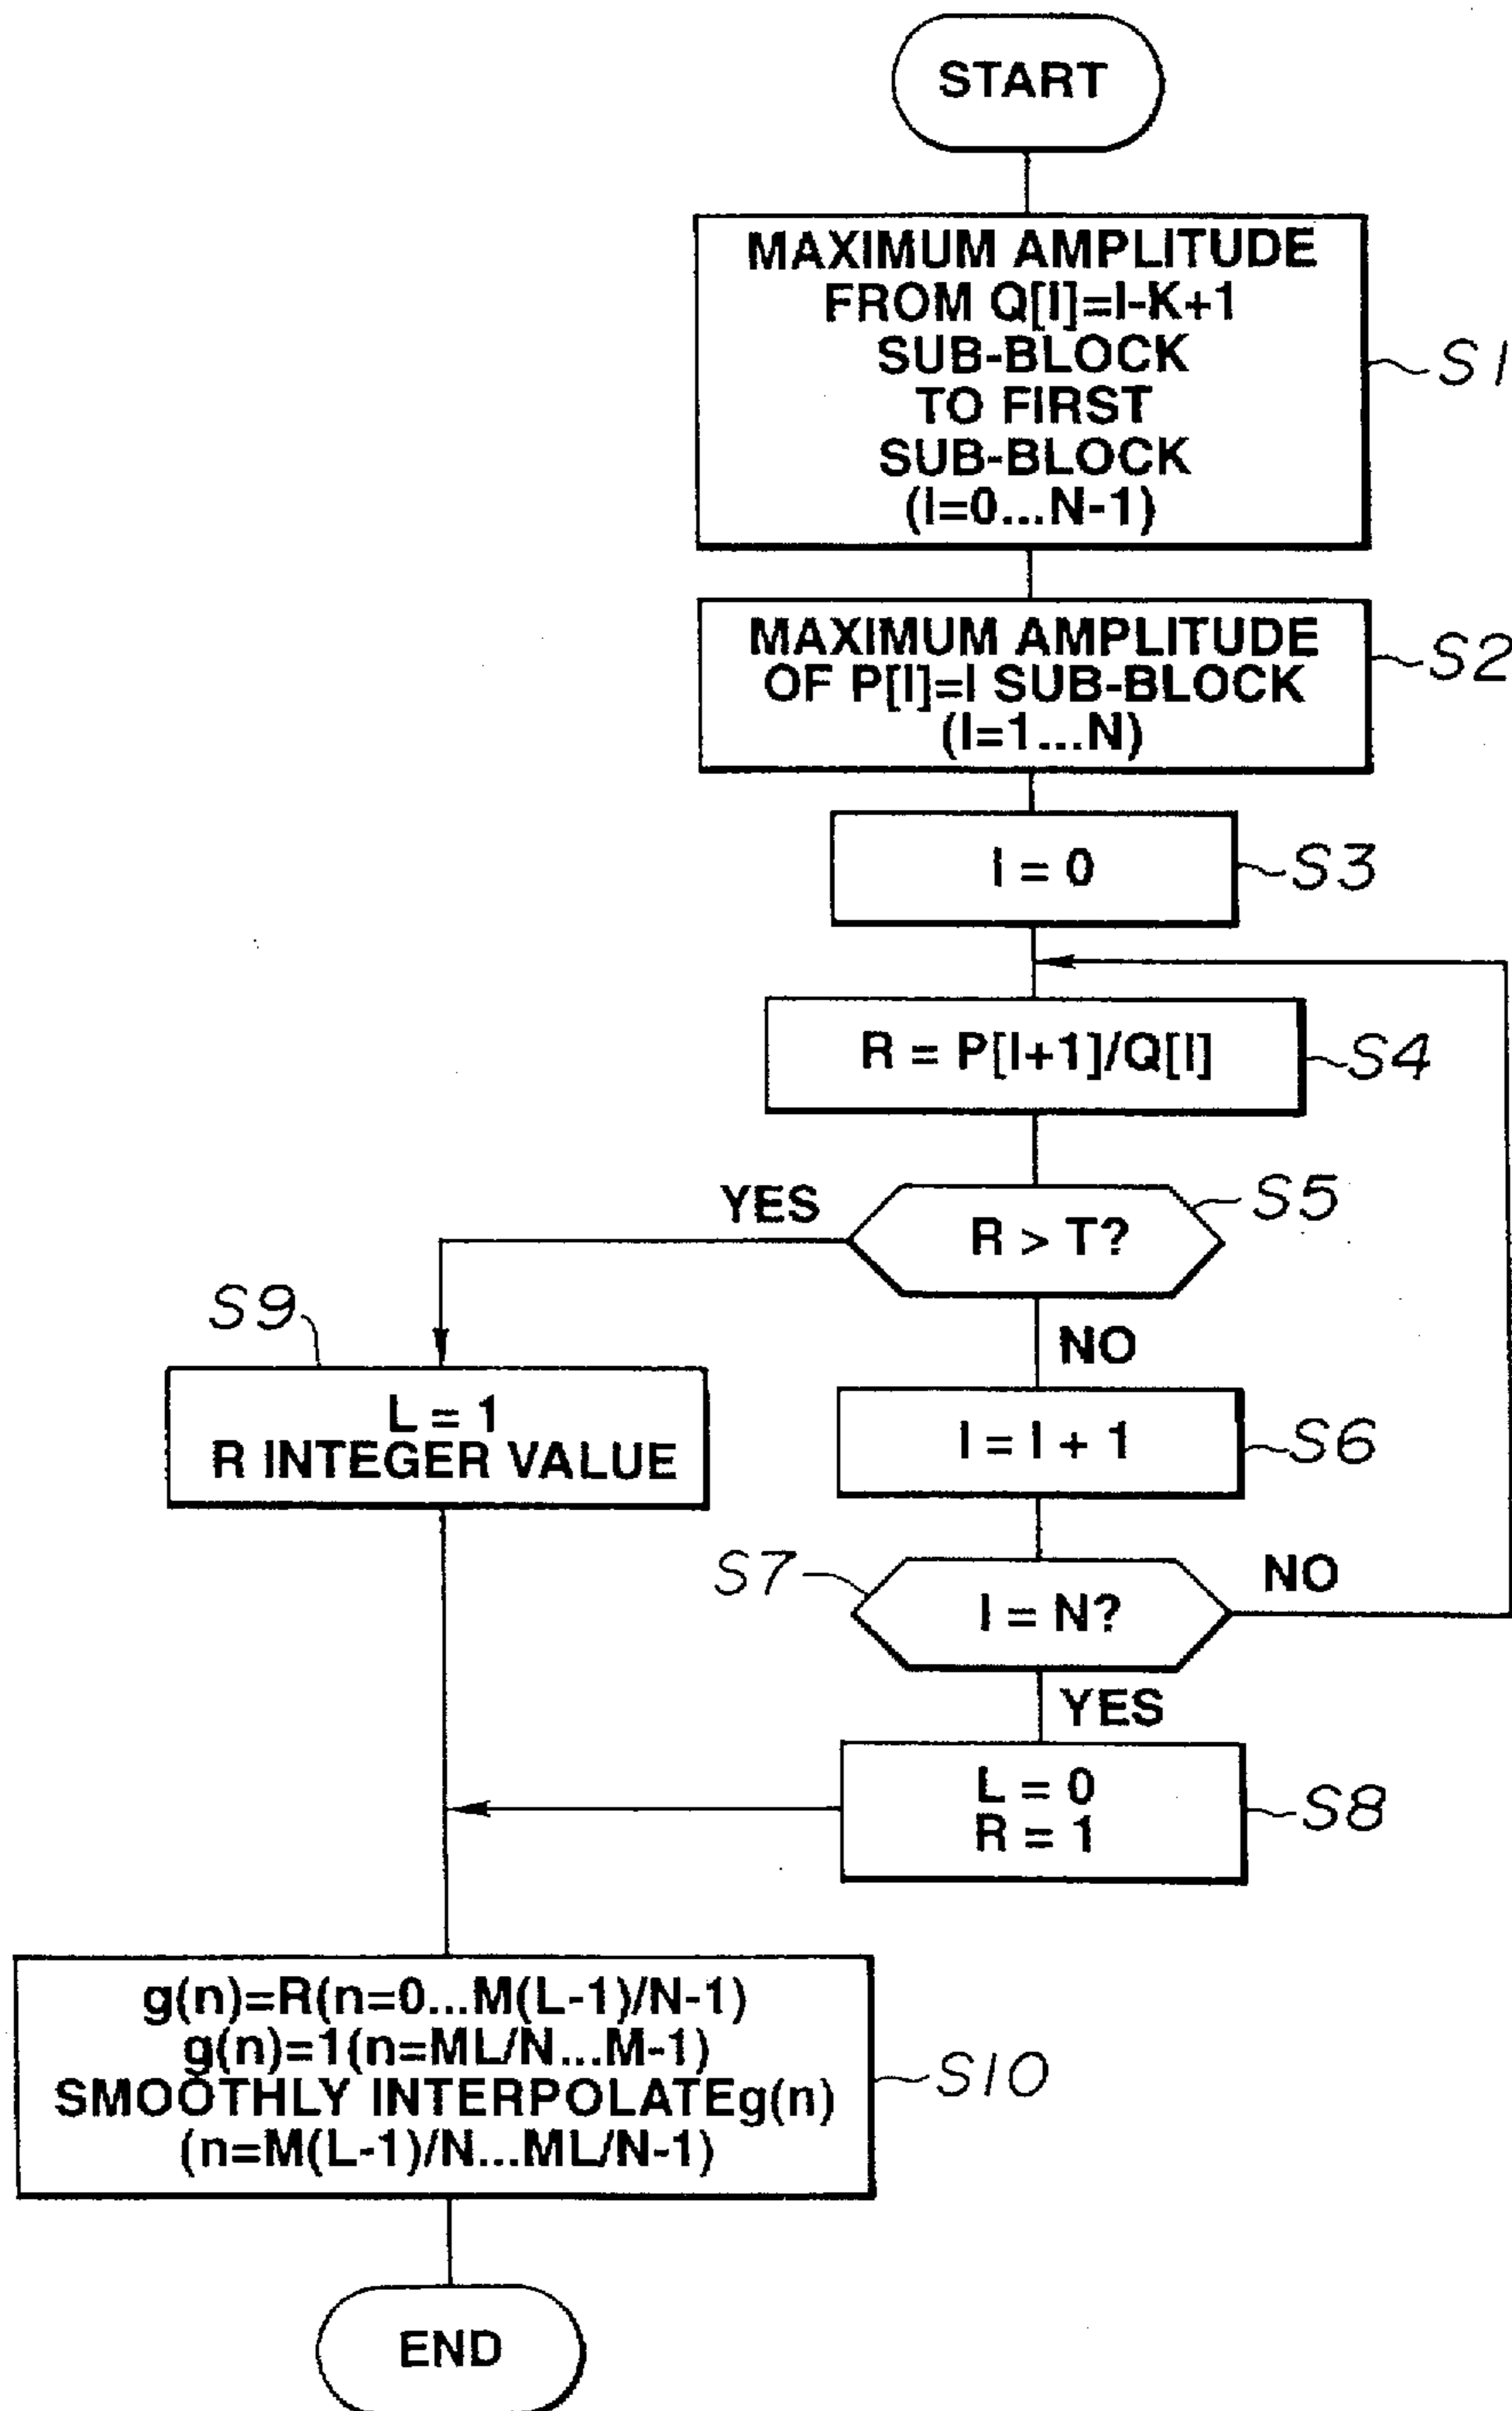 START
MAXIMUM AMPLITUDE
FROM Q[I]=I-K+1
SUB-BLOCK
TO FIRST
SUB-BLOCK
(I=0...N-1)
S1
MAXIMUM AMPLITUDE
OF P[I]=I SUB-BLOCK
(I=1...N)
S2
I = 0
S3
R = P[I+1]/Q[I]
S4
YES
R > T?
S5
NO
S9
L = 1
R INTEGER VALUE
I = I + 1
S6
S7
I = N?
NO
YES
L = 0
R = 1
S8
g(n)=R(n=0...M(L-1)/N-1)
g(n)=1(n=ML/N...M-1)
SMOOTHLY INTERPOLATEg(n)
(n=M(L-1)/N...ML/N-1)
S10
END